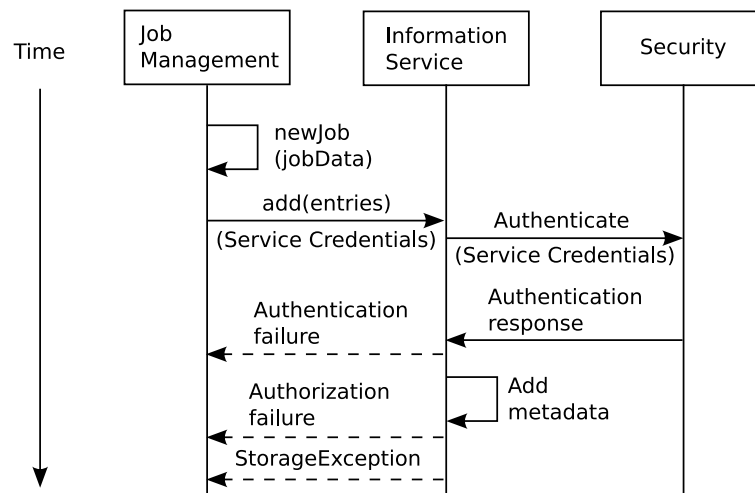 Time
Job
Management
Information
Service
Security
newJob
(jobData)
add(entries)
(Service Credentials)
Authenticate
(Service Credentials)
Authentication
response
Authentication
failure
Add
metadata
Authorization
failure
StorageException